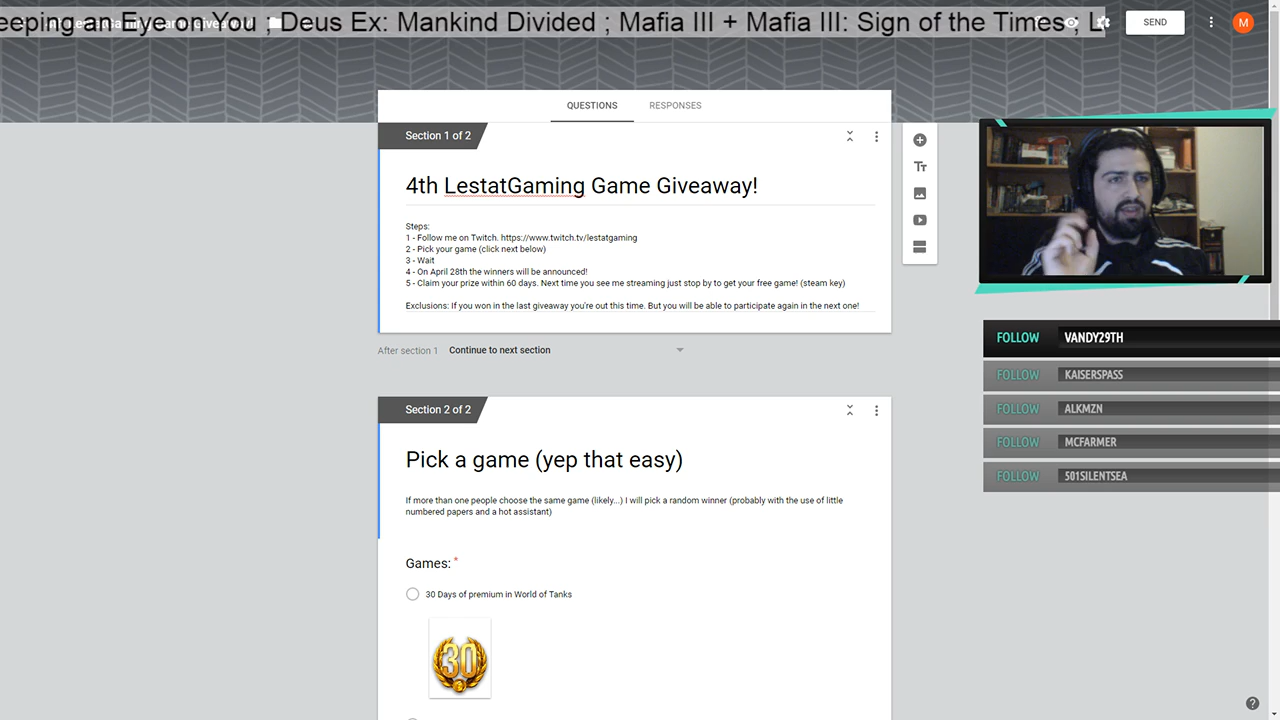 eeping an Eye on You ; Deus Ex: Mankind Divided ; Mafia III + Mafia III: Sign of the Times ; L
SEND
M
QUESTIONS
RESPONSES
Section 1 of 2
4th LestatGaming Game Giveaway!
Steps:
1 - Follow me on Twitch. https://www.twitch.tv/lestatgaming
2 - Pick your game (click next below)
3 - Wait
4 - On April 28th the winners will be announced!
5 - Claim your prize within 60 days. Next time you see me streaming just stop by to get your free game! (steam key)
Exclusions: If you won in the last giveaway you're out this time. But you will be able to participate again in the next one!
After section 1 Continue to next section
Section 2 of 2
Pick a game (yep that easy)
If more than one people choose the same game (likely...) I will pick a random winner (probably with the use of little
numbered papers and a hot assistant)
Games: *
30 Days of premium in World of Tanks
30
Tт
FOLLOW VANDY29TH
FOLLOW KAISERSPASS
FOLLOW ALKMZN
FOLLOW MCFARMER
FOLLOW 501SILENTSEA